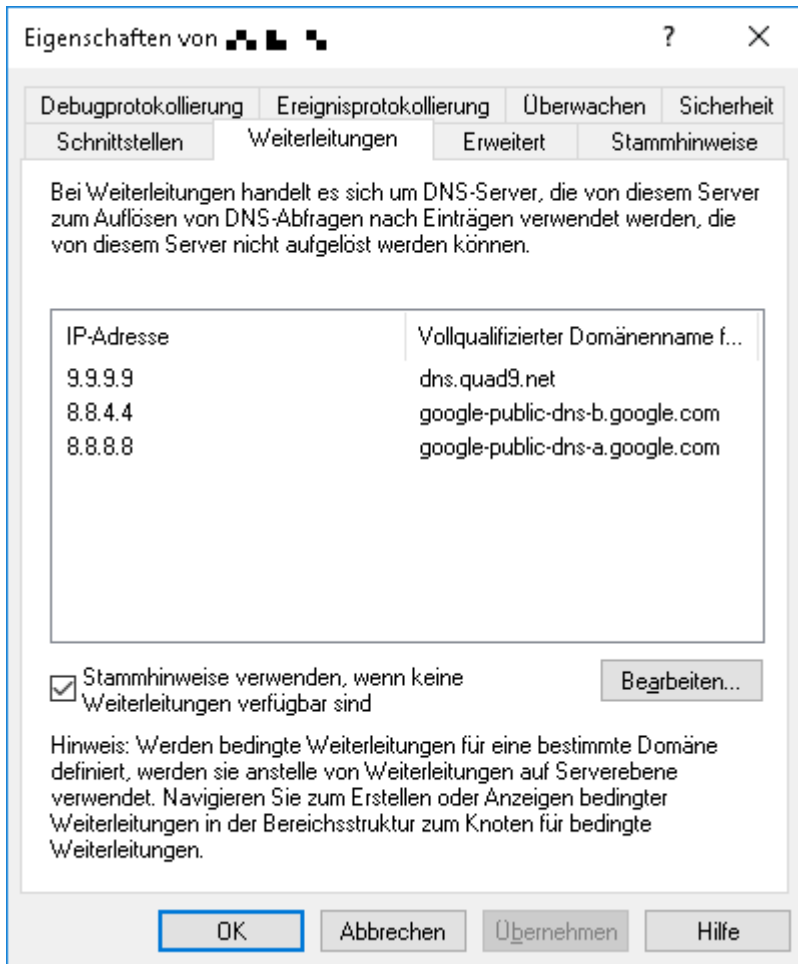 Eigenschaften von
?
Debugprotokollierung Ereignisprotokollierung Überwachen Sicherheit
Schnittstellen Weiterleitungen Erweitert Stammhinweise
Bei Weiterleitungen handelt es sich um DNS-Server, die von diesem Server
zum Auflösen von DNS-Abfragen nach Einträgen verwendet werden, die
von diesem Server nicht aufgelöst werden können.
IP-Adresse Vollqualifizierter Domänenname f...
9.9.9.9 dns.quad9.net
8.8.4.4 google-public-dns-b.google.com
8.8.8.8 google-public-dns-a.google.com
Stammhinweise verwenden, wenn keine
Weiterleitungen verfügbar sind
Bearbeiten...
Hinweis: Werden bedingte Weiterleitungen für eine bestimmte Domäne
definiert, werden sie anstelle von Weiterleitungen auf Serverebene
verwendet. Navigieren Sie zum Erstellen oder Anzeigen bedingter
Weiterleitungen in der Bereichsstruktur zum Knoten für bedingte
Weiterleitungen.
OK Abbrechen Übernehmen Hilfe